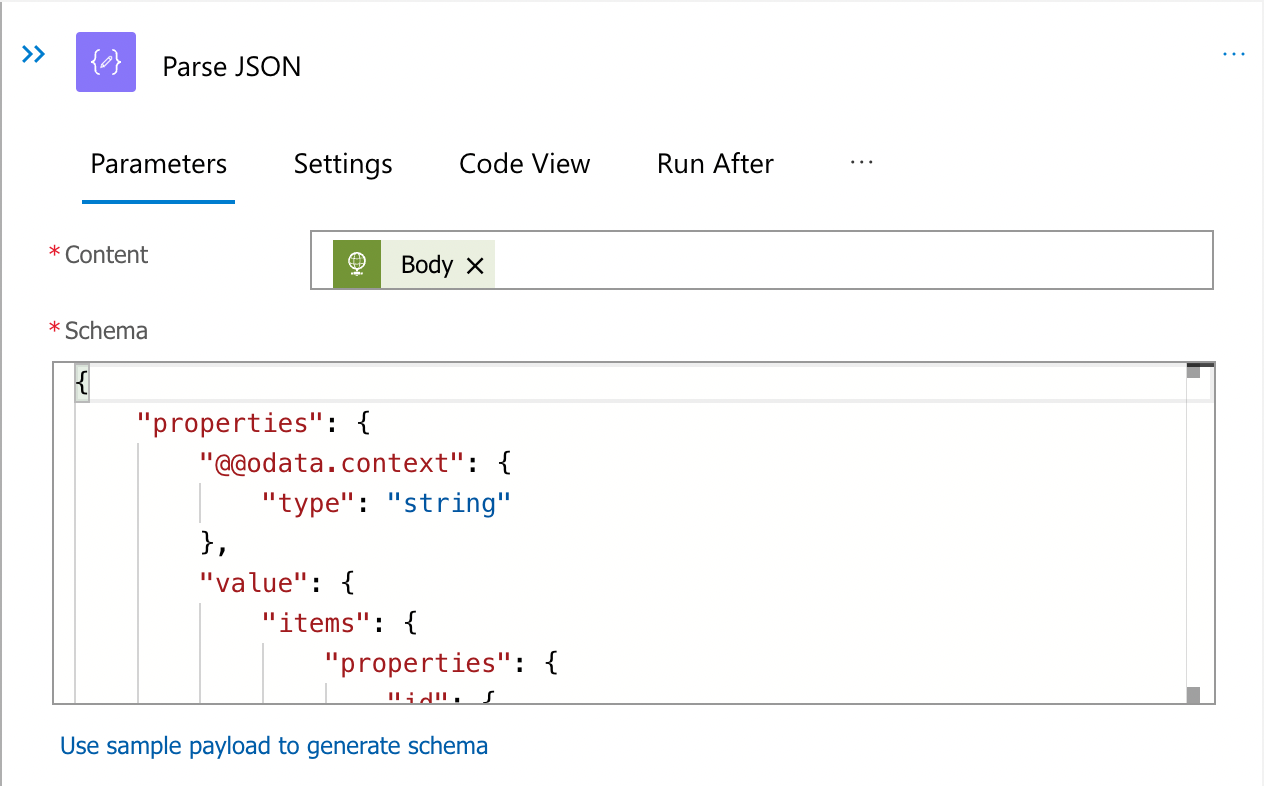 Parse JSON
···
Parameters Settings Code View Run After ···
* Content
Body
* Schema
{
"properties": {
"@@odata.context": {
"type": "string"
},
"value": {
"items": {
"properties": {
"id": {
Use sample payload to generate schema